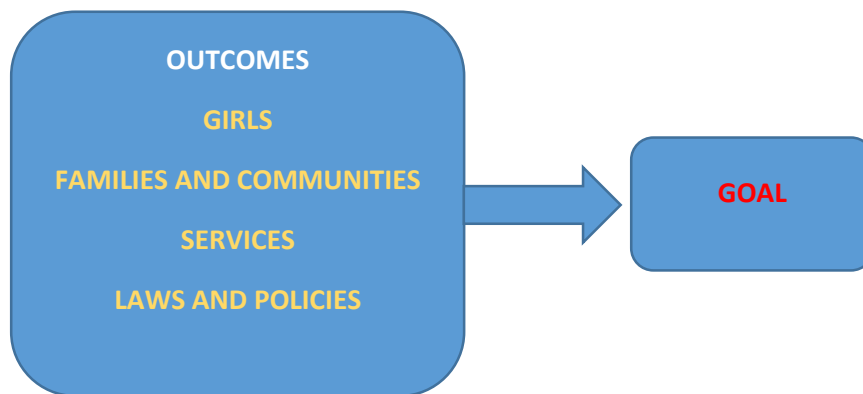 OUTCOMES
GIRLS
FAMILIES AND COMMUNITIES
SERVICES
LAWS AND POLICIES
GOAL